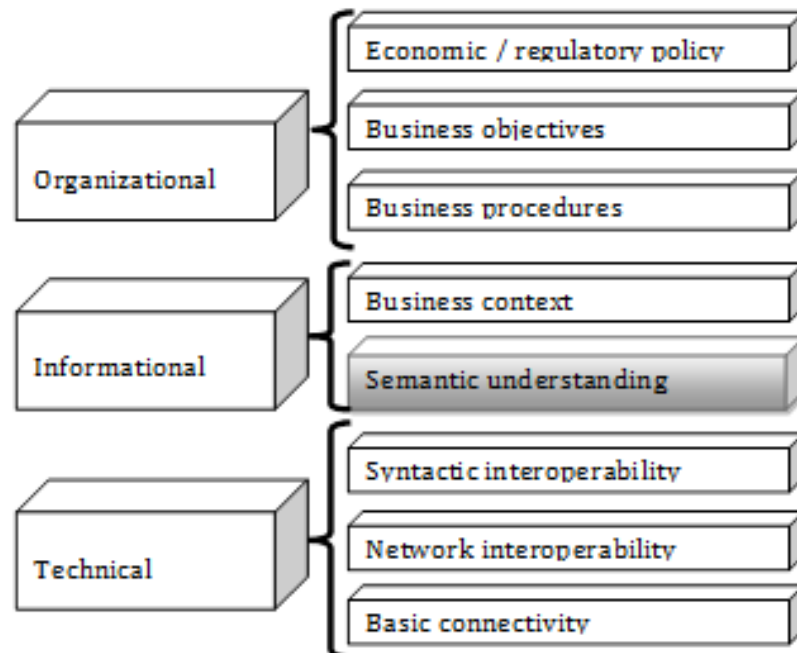 Organizational
Economic / regulatory policy
Business objectives
Business procedures
Informational
Business context
Semantic understanding
Technical
Syntactic interoperability
Network interoperability
Basic connectivity